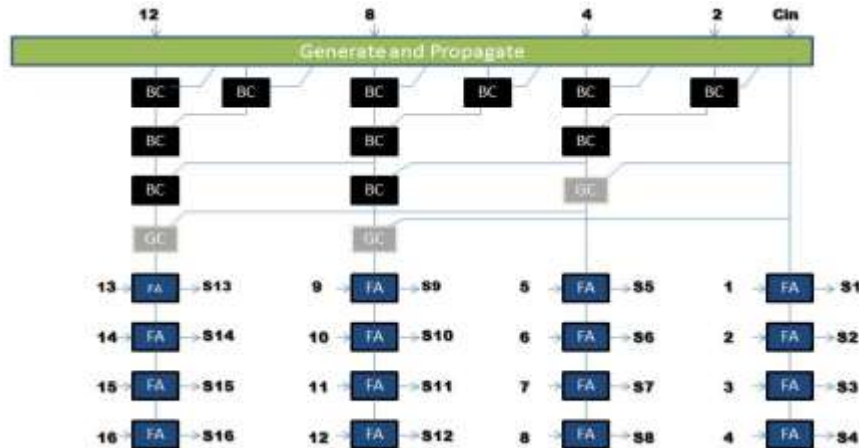 12 8 4 2 Cin
Generate and Propagate
BC BC BC BC BC BC
BC BC BC
BC BC GC
GC GC
13 FA S13 9 FA S9 5 FA S5 1 FA S1
14 FA S14 10 FA S10 6 FA S6 2 FA S2
15 FA S15 11 FA S11 7 FA S7 3 FA S3
16 FA S16 12 FA S12 8 FA S8 4 FA S4